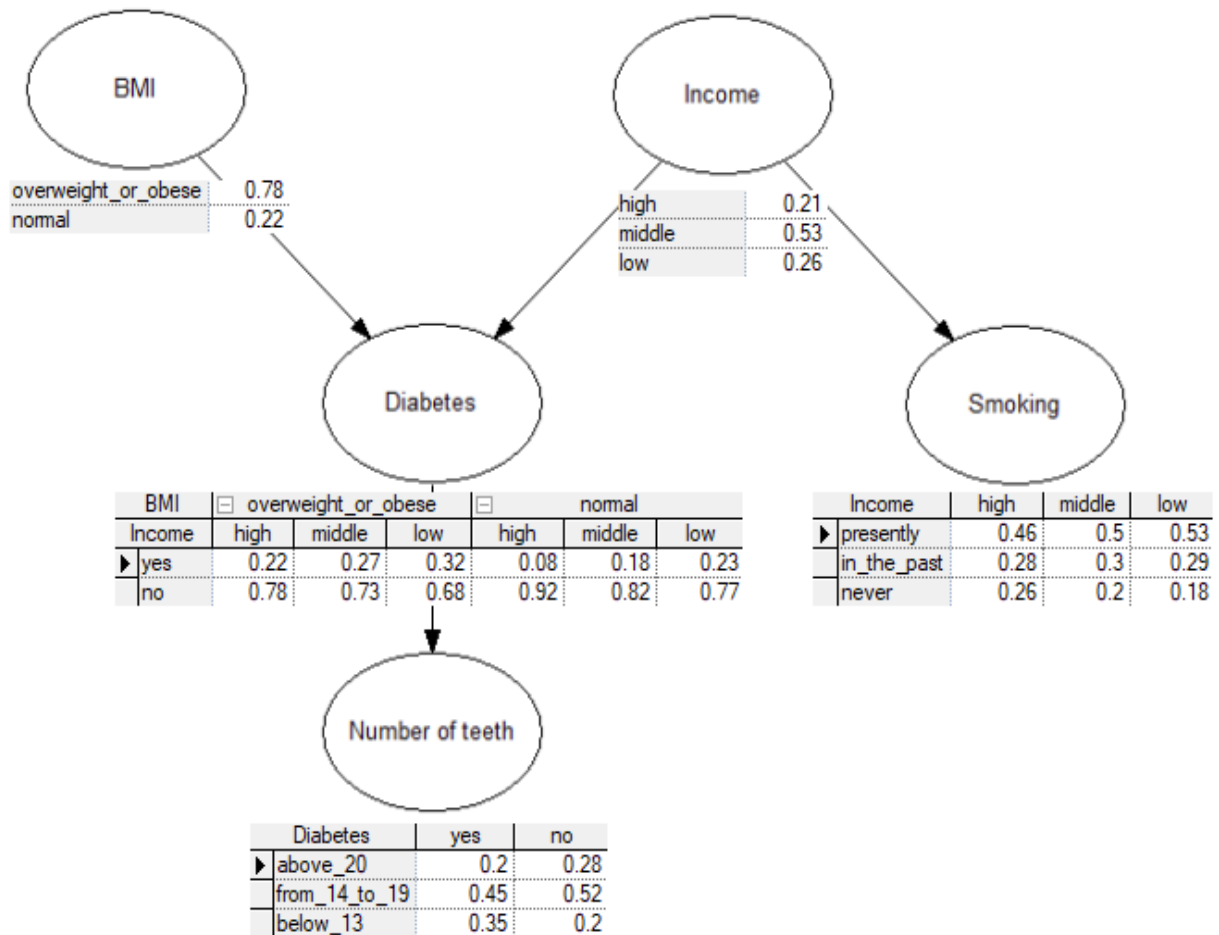 BMI
Income
overweight_or_obese 0.78
normal 0.22
high 0.21
middle 0.53
low 0.26
Diabetes
Smoking
BMI overweight_or_obese normal
Income high middle low high middle low
yes 0.22 0.27 0.32 0.08 0.18 0.23
no 0.78 0.73 0.68 0.92 0.82 0.77
Income high middle low
presently 0.46 0.5 0.53
in_the_past 0.28 0.3 0.29
never 0.26 0.2 0.18
Number of teeth
Diabetes yes no
above_20 0.2 0.28
from_14_to_19 0.45 0.52
below_13 0.35 0.2